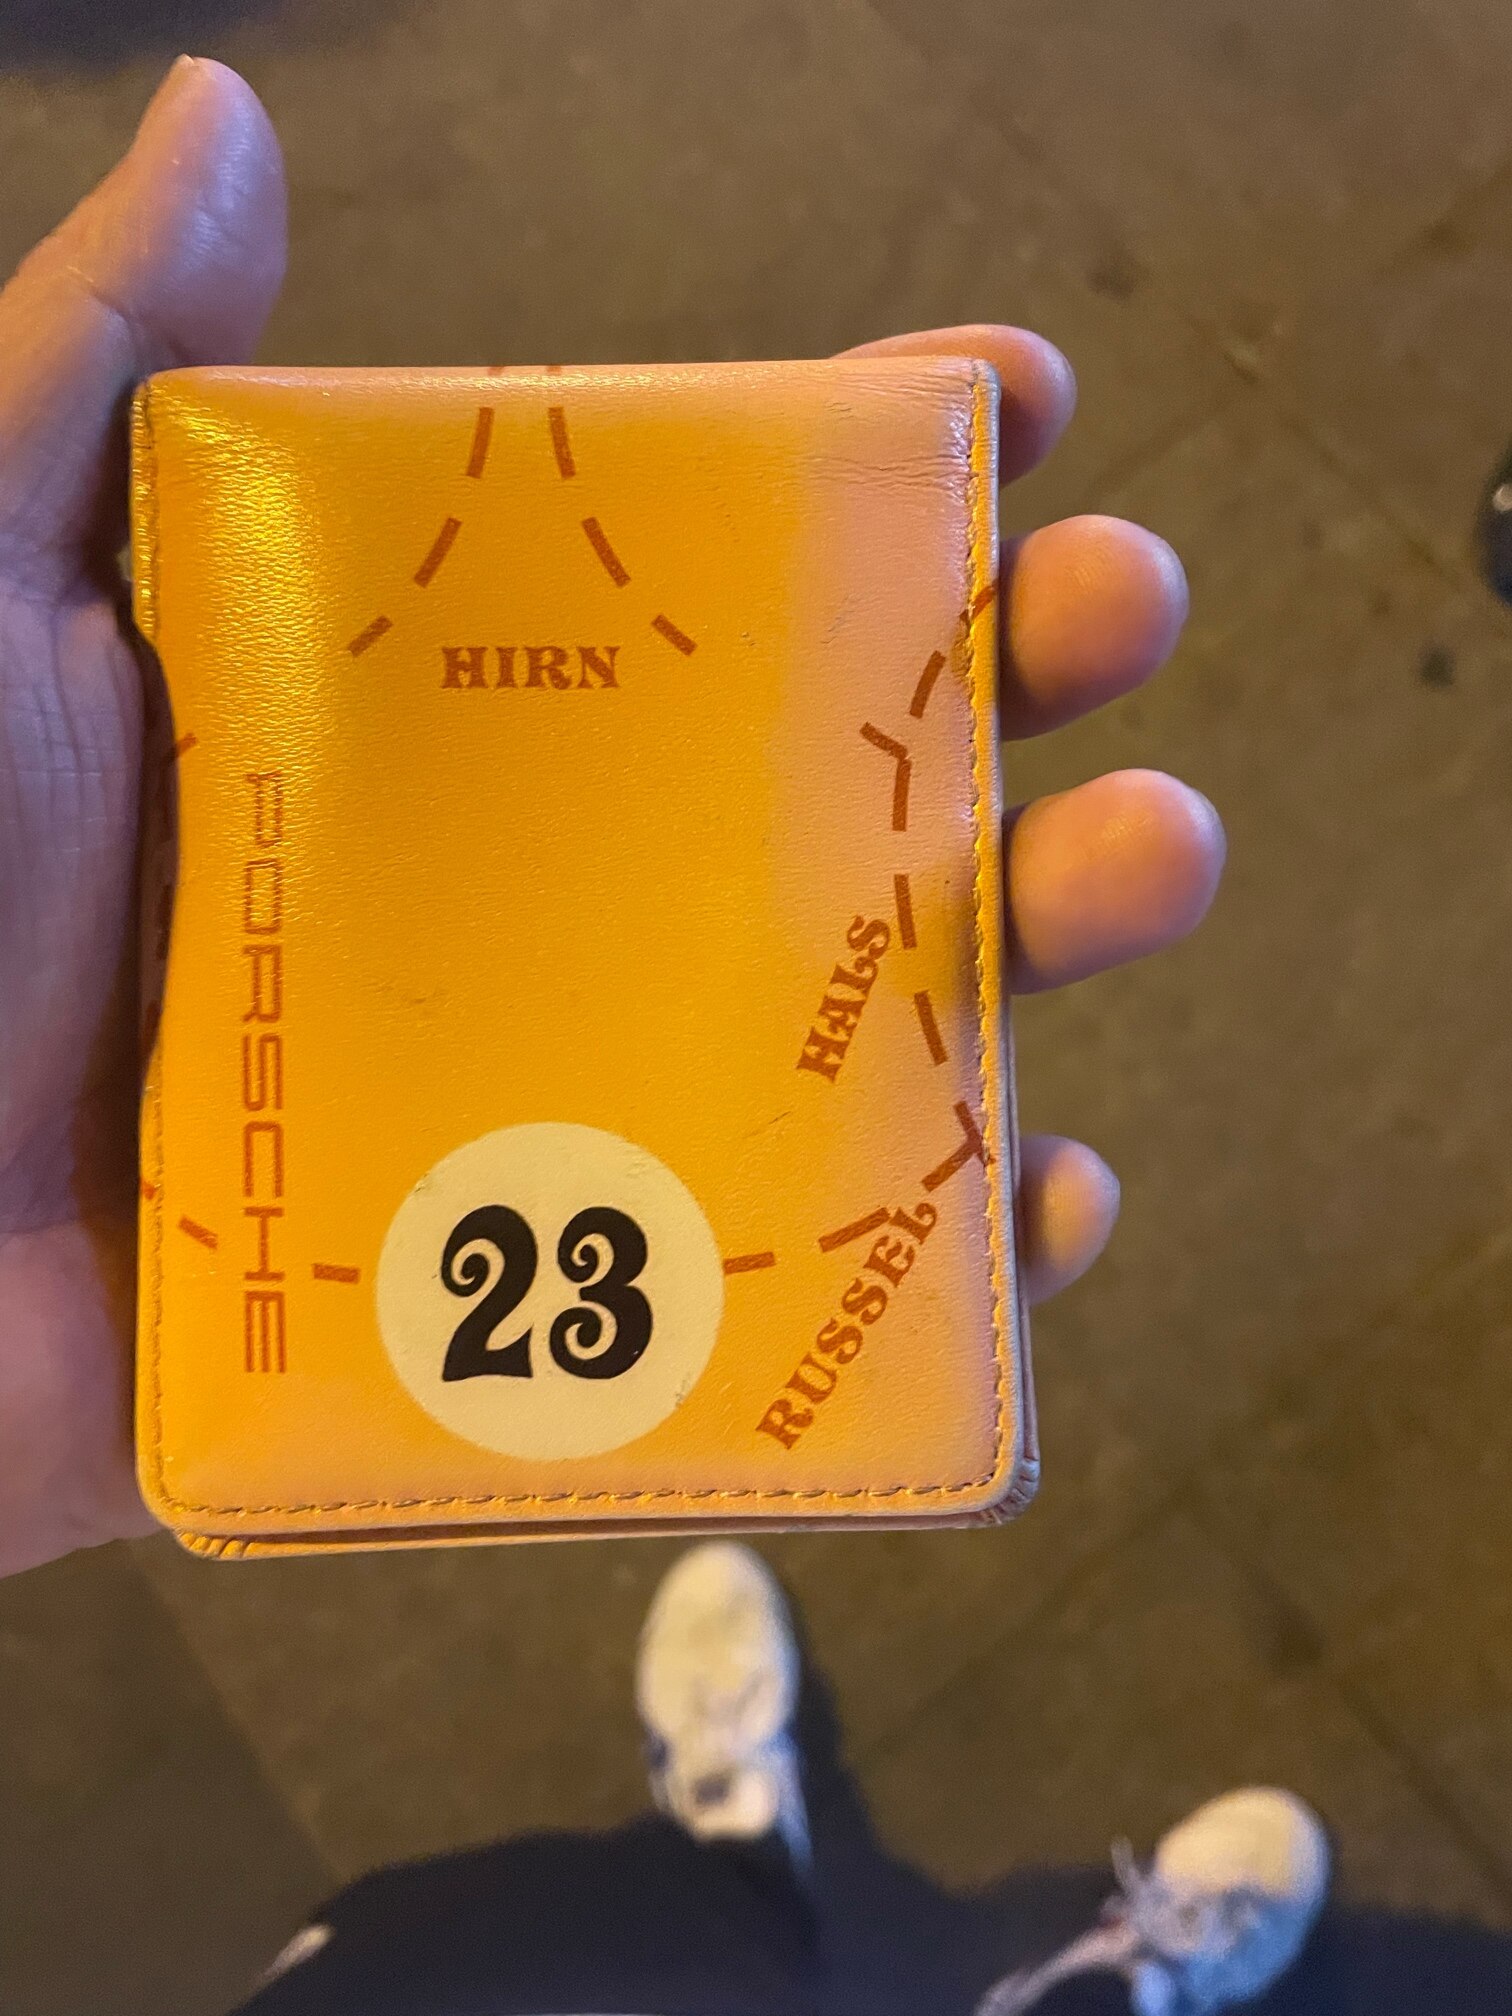 HIRN
PORSCHE
HALS
RUSSEL
23